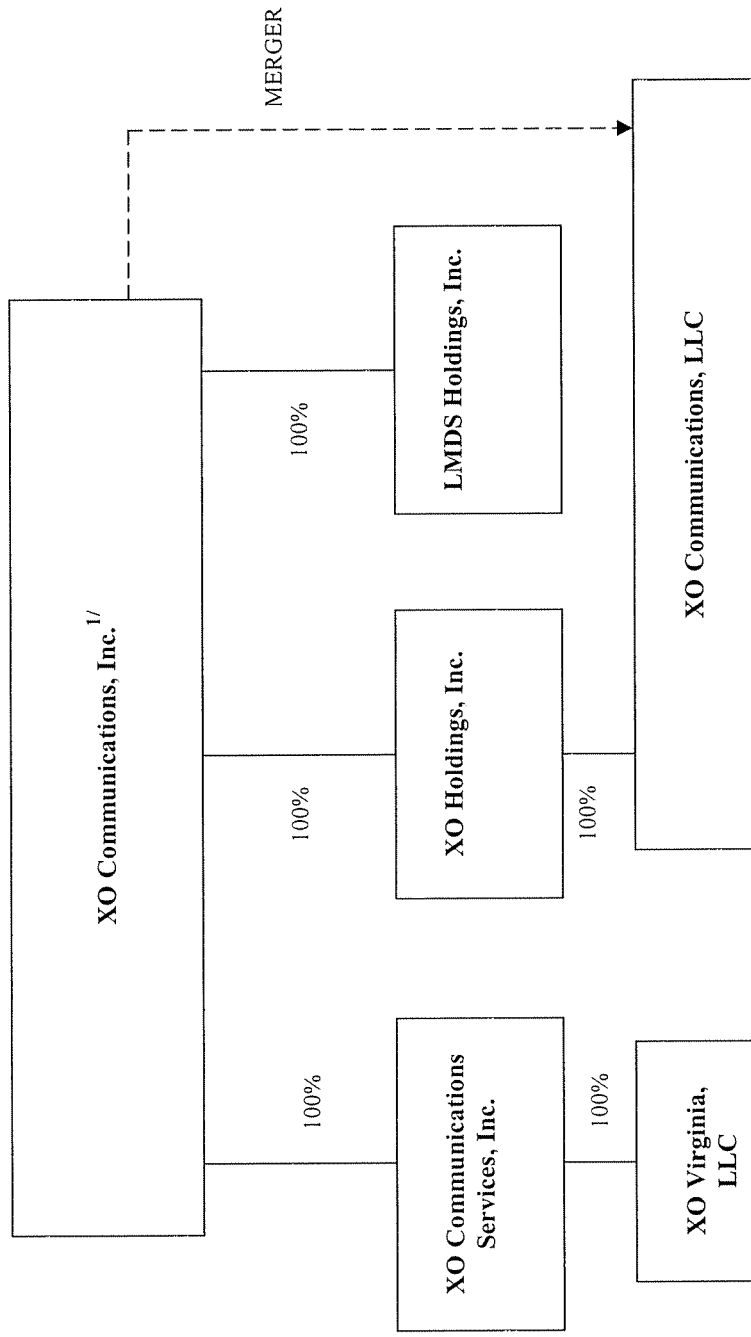 MERGER
XO Communications, Inc. 1/
100%
100%
100%
XO Communications
Services, Inc.
XO Holdings, Inc.
LMDS Holdings, Inc.
100%
100%
XO Virginia,
LLC
XO Communications, LLC